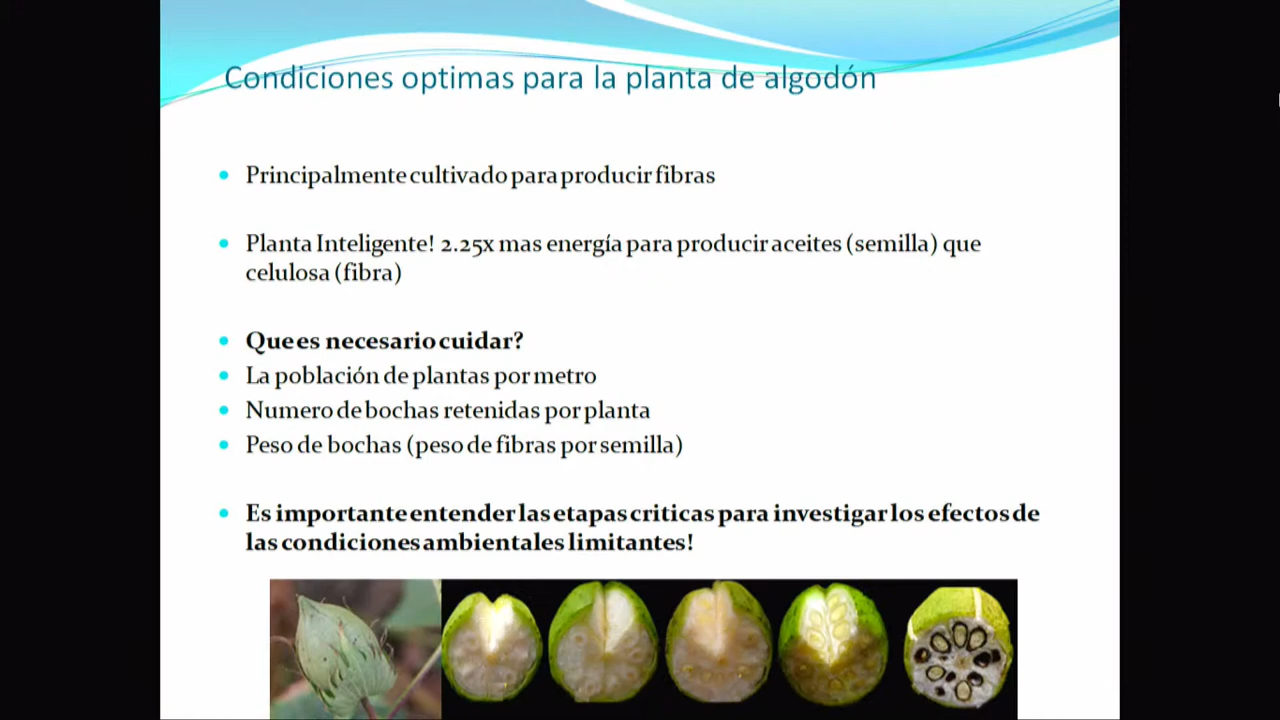 Condiciones optimas para la planta de algodón
Principalmente cultivado para producir fibras
Planta Inteligente! 2.25x mas energía para producir aceites (semilla) que
celulosa (fibra)
Que es necesario cuidar?
La población de plantas por metro
Numero de bochas retenidas por planta
Peso de bochas (peso de fibras por semilla)
Es importante entender las etapas criticas para investigar los efectos de
las condiciones ambientales limitantes!